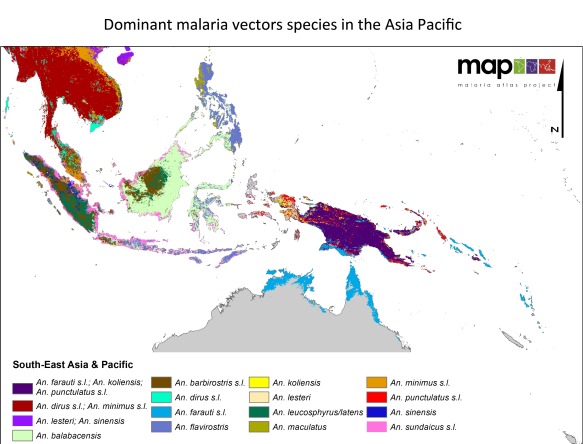 Dominant malaria vectors species in the Asia Pacific
map
malaria atlas project
N
South-East Asia & Pacific
An. farauti s.l.; An. koliensis;
An. punctulatus s.l.
An. dirus s.l.; An. minimus s.l.
An. lesteri; An. sinensis
An. balabacensis
An. barbirostris s.l.
An. dirus s.l.
An. farauti s.l.
An. flavirostris
An. koliensis
An. lesteri
An. leucosphyrus/latens
An. maculatus
An. minimus s.l.
An. punctulatus s.l.
An. sinensis
An. sundaicus s.l.